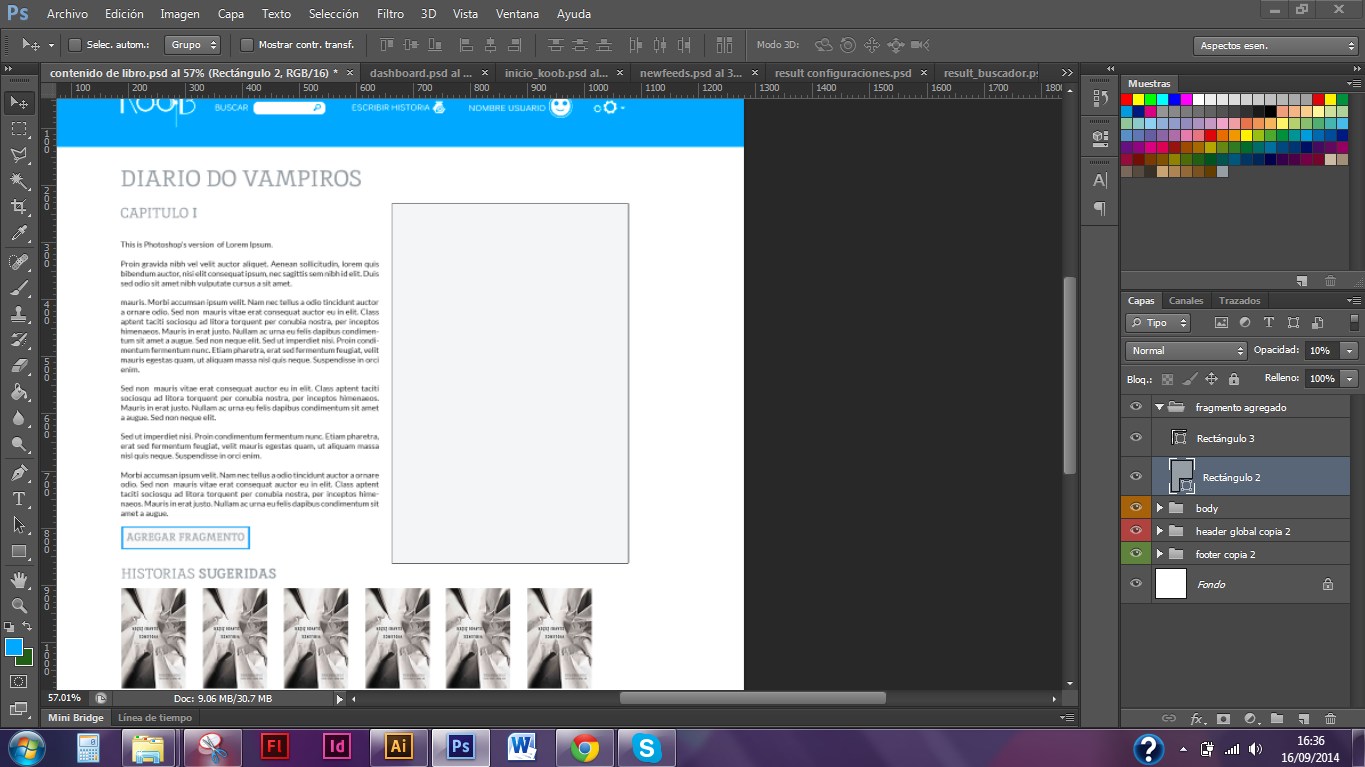 Ps Archivo Edición Imagen Capa Texto Selección Filtro 3D Vista Ventana Ayuda
Selec. autom.: Grupo Mostrar contr. transf. Modo 3D: Aspectos esen.
contenido de libro.psd al 57% (Rectángulo 2, RGB/16) * × dashboard.psd al ... × inicio_koob.psd al... × newfeeds.psd al 3... × result configuraciones.psd × result_buscador.ps
100 200 300 400 500 600 700 800 900 1000 1100 1200 1300 1400 1500 1600 1700 1800
BUSCAR ESCRIBIR HISTORIA NOMBRE USUARIO
DIARIO DO VAMPIROS
CAPITULO I
This is Photoshop's version of Lorem Ipsum.
Proin gravida nibh vel velit auctor aliquet. Aenean sollicitudin, lorem quis
bibendum auctor, nisi elit consequat ipsum, nec sagittis sem nibh id elit. Duis
sed odio sit amet nibh vulputate cursus a sit amet.
mauris. Morbi accumsan ipsum velit. Nam nec tellus a odio tincidunt auctor
a ornare odio. Sed non mauris vitae erat consequat auctor eu in elit. Class
aptent taciti sociosqu ad litora torquent per conubia nostra, per inceptos
himenaeos. Mauris in erat justo. Nullam ac urna eu felis dapibus condimen-
tum sit amet a augue. Sed non neque elit. Sed ut imperdiet nisi. Proin condi-
mentum fermentum nunc. Etiam pharetra, erat sed fermentum feugiat, velit
mauris egestas quam, ut aliquam massa nisl quis neque. Suspendisse in orci
enim.
Sed non mauris vitae erat consequat auctor eu in elit. Class aptent taciti
sociosqu ad litora torquent per conubia nostra, per inceptos himenaeos.
Mauris in erat justo. Nullam ac urna eu felis dapibus condimentum sit amet
a augue. Sed non neque elit.
Sed ut imperdiet nisi. Proin condimentum fermentum nunc. Etiam pharetra,
erat sed fermentum feugiat, velit mauris egestas quam, ut aliquam massa
nisl quis neque. Suspendisse in orci enim.
Morbi accumsan ipsum velit. Nam nec tellus a odio tincidunt auctor a ornare
odio. Sed non mauris vitae erat consequat auctor eu in elit. Class aptent
taciti sociosqu ad litora torquent per conubia nostra, per inceptos hime-
naeos. Mauris in erat justo. Nullam ac urna eu felis dapibus condimentum sit
amet a augue.
AGREGAR FRAGMENTO
HISTORIAS SUGERIDAS
57.01% Doc: 9.06 MB/30.7 MB
Mini Bridge Línea de tiempo
Muestras
Capas Canales Trazados
Tipo
Normal Opacidad: 10%
Bloq.: Relleno: 100%
fragmento agregado
Rectángulo 3
Rectángulo 2
body
header global copia 2
footer copia 2
Fondo
fx
Fl Id Ai Ps W S ?
16:36
16/09/2014